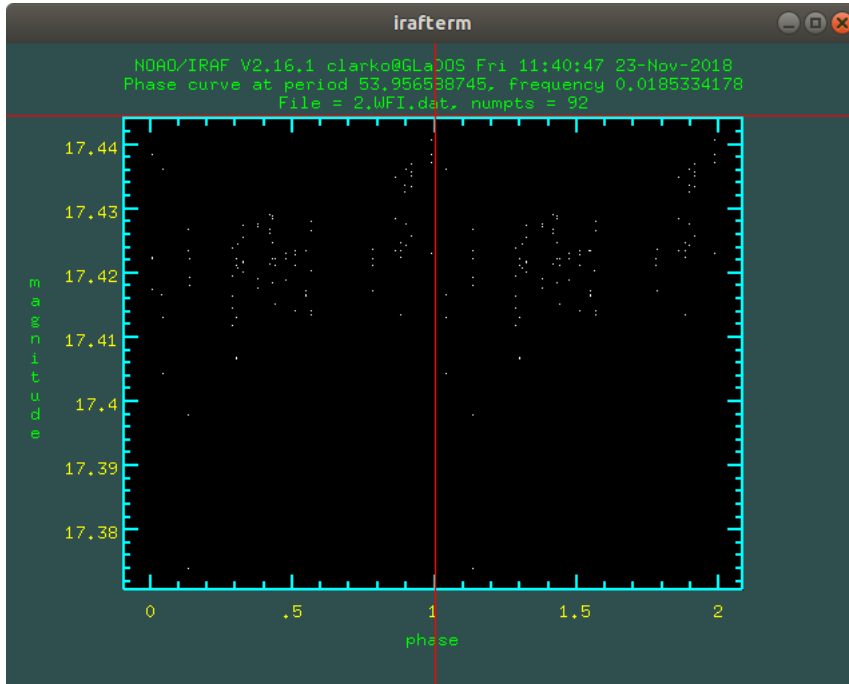 irafterm
NOAO/IRAF V2.16.1 clarko@GLaDOS Fri 11:40:47 23-Nov-2018
Phase curve at period 53.956588745, frequency 0.0185334178
File = 2.WFI.dat, numpts = 92
17.44
17.43
17.42
17.41
17.4
17.39
17.38
magnitude
0 .5 1 1.5 2
phase